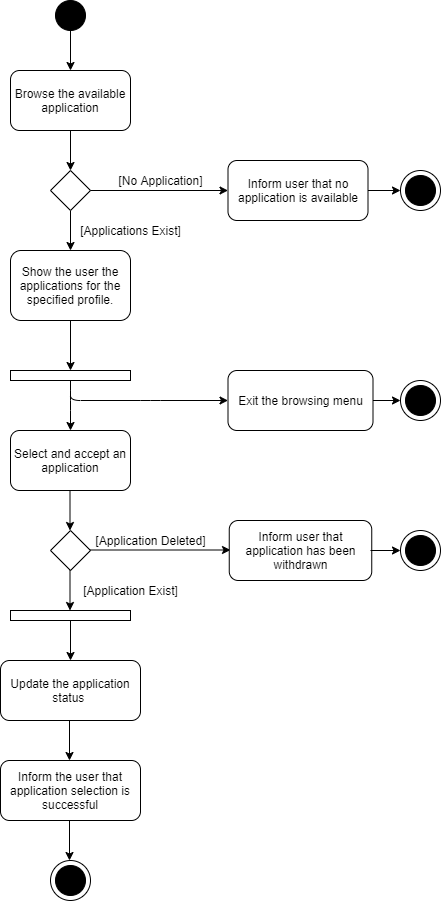 Browse the available
application
[No Application]
Inform user that no
application is available
[Applications Exist]
Show the user the
applications for the
specified profile.
Exit the browsing menu
Select and accept an
application
[Application Deleted]
Inform user that
application has been
withdrawn
[Application Exist]
Update the application
status
Inform the user that
application selection is
successful